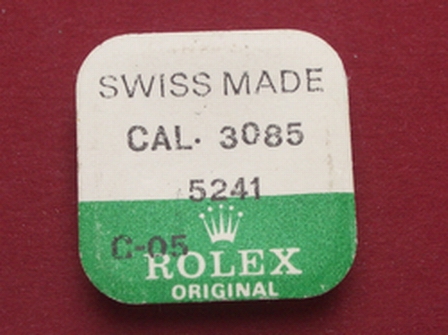 SWISS MADE
CAL. 3085
5241
C-05
ROLEX
ORIGINAL